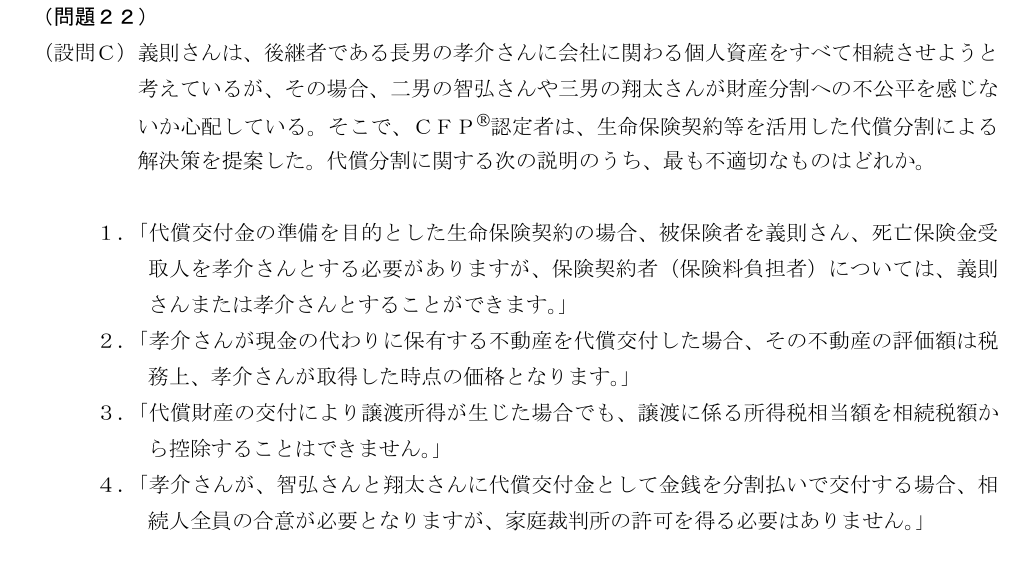 （問題２２）
（設問Ｃ）義則さんは、後継者である長男の孝介さんに会社に関わる個人資産をすべて相続させようと
考えているが、その場合、二男の智弘さんや三男の翔太さんが財産分割への不公平を感じな
いか心配している。そこで、ＣＦＰ®認定者は、生命保険契約等を活用した代償分割による
解決策を提案した。代償分割に関する次の説明のうち、最も不適切なものはどれか。
１．「代償交付金の準備を目的とした生命保険契約の場合、被保険者を義則さん、死亡保険金受
取人を孝介さんとする必要がありますが、保険契約者（保険料負担者）については、義則
さんまたは孝介さんとすることができます。」
２．「孝介さんが現金の代わりに保有する不動産を代償交付した場合、その不動産の評価額は税
務上、孝介さんが取得した時点の価格となります。」
３．「代償財産の交付により譲渡所得が生じた場合でも、譲渡に係る所得税相当額を相続税額か
ら控除することはできません。」
４．「孝介さんが、智弘さんと翔太さんに代償交付金として金銭を分割払いで交付する場合、相
続人全員の合意が必要となりますが、家庭裁判所の許可を得る必要はありません。」